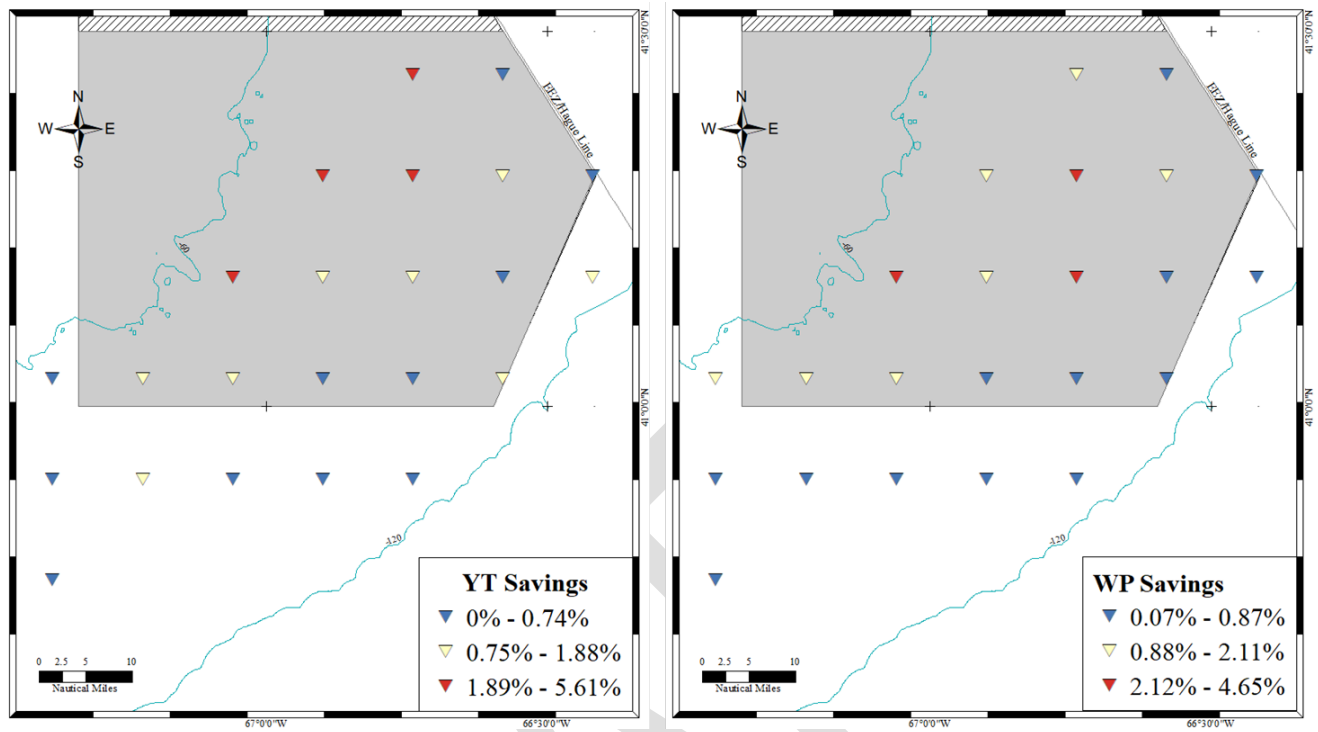 41°30'0"N
N
W E
S
EEZ/Hague Line
-60
41°0'0"N
-120
YT Savings
0% - 0.74%
0.75% - 1.88%
1.89% - 5.61%
0 2.5 5 10
Nautical Miles
67°0'0"W
66°30'0"W
41°30'0"N
N
W E
S
EEZ/Hague Line
-60
41°0'0"N
-120
WP Savings
0.07% - 0.87%
0.88% - 2.11%
2.12% - 4.65%
0 2.5 5 10
Nautical Miles
67°0'0"W
66°30'0"W